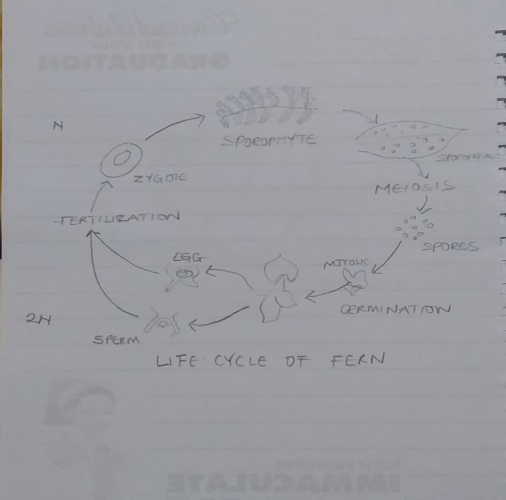 N
SPOROPHYTE
ZYGOTE
MEIOSIS
FERTILIZATION
SPORES
EGG
MITOSIS
GERMINATION
2N
SPERM
LIFE CYCLE OF FERN
GRADUATION
IMMACULATE